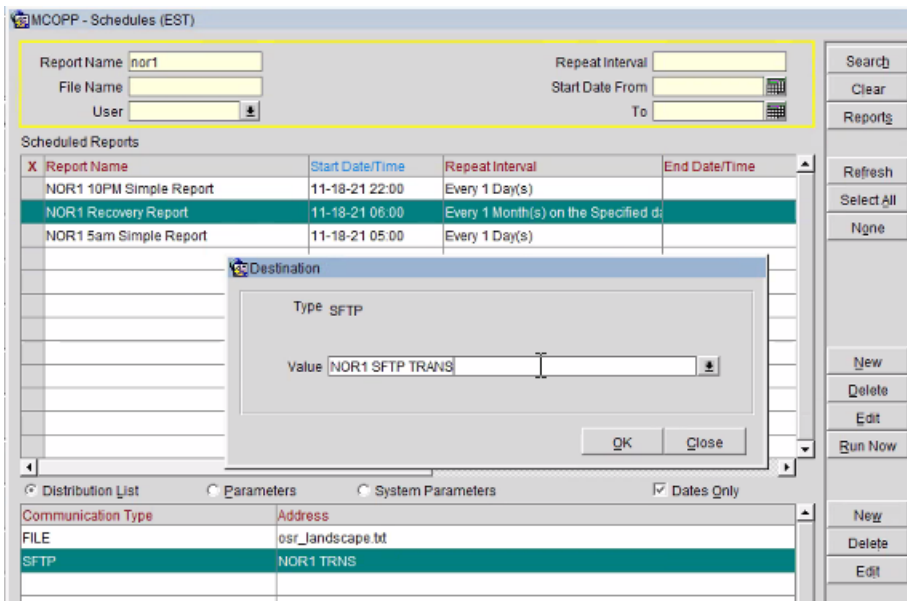 MCOPP - Schedules (EST)
Report Name nor1 Repeat Interval Search
File Name Start Date From Clear
User To Reports
Scheduled Reports
X Report Name Start Date/Time Repeat Interval End Date/Time
Refresh
NOR1 10PM Simple Report 11-18-21 22:00 Every 1 Day(s)
Select All
NOR1 Recovery Report 11-18-21 06:00 Every 1 Month(s) on the Specified da
None
NOR1 5am Simple Report 11-18-21 05:00 Every 1 Day(s)
Destination
Type SFTP
Value NOR1 SFTP TRANS
New
Delete
Edit
OK Close
Run Now
Distribution List Parameters System Parameters Dates Only
Communication Type Address New
FILE osr_landscape.txt Delete
SFTP NOR1 TRNS Edit